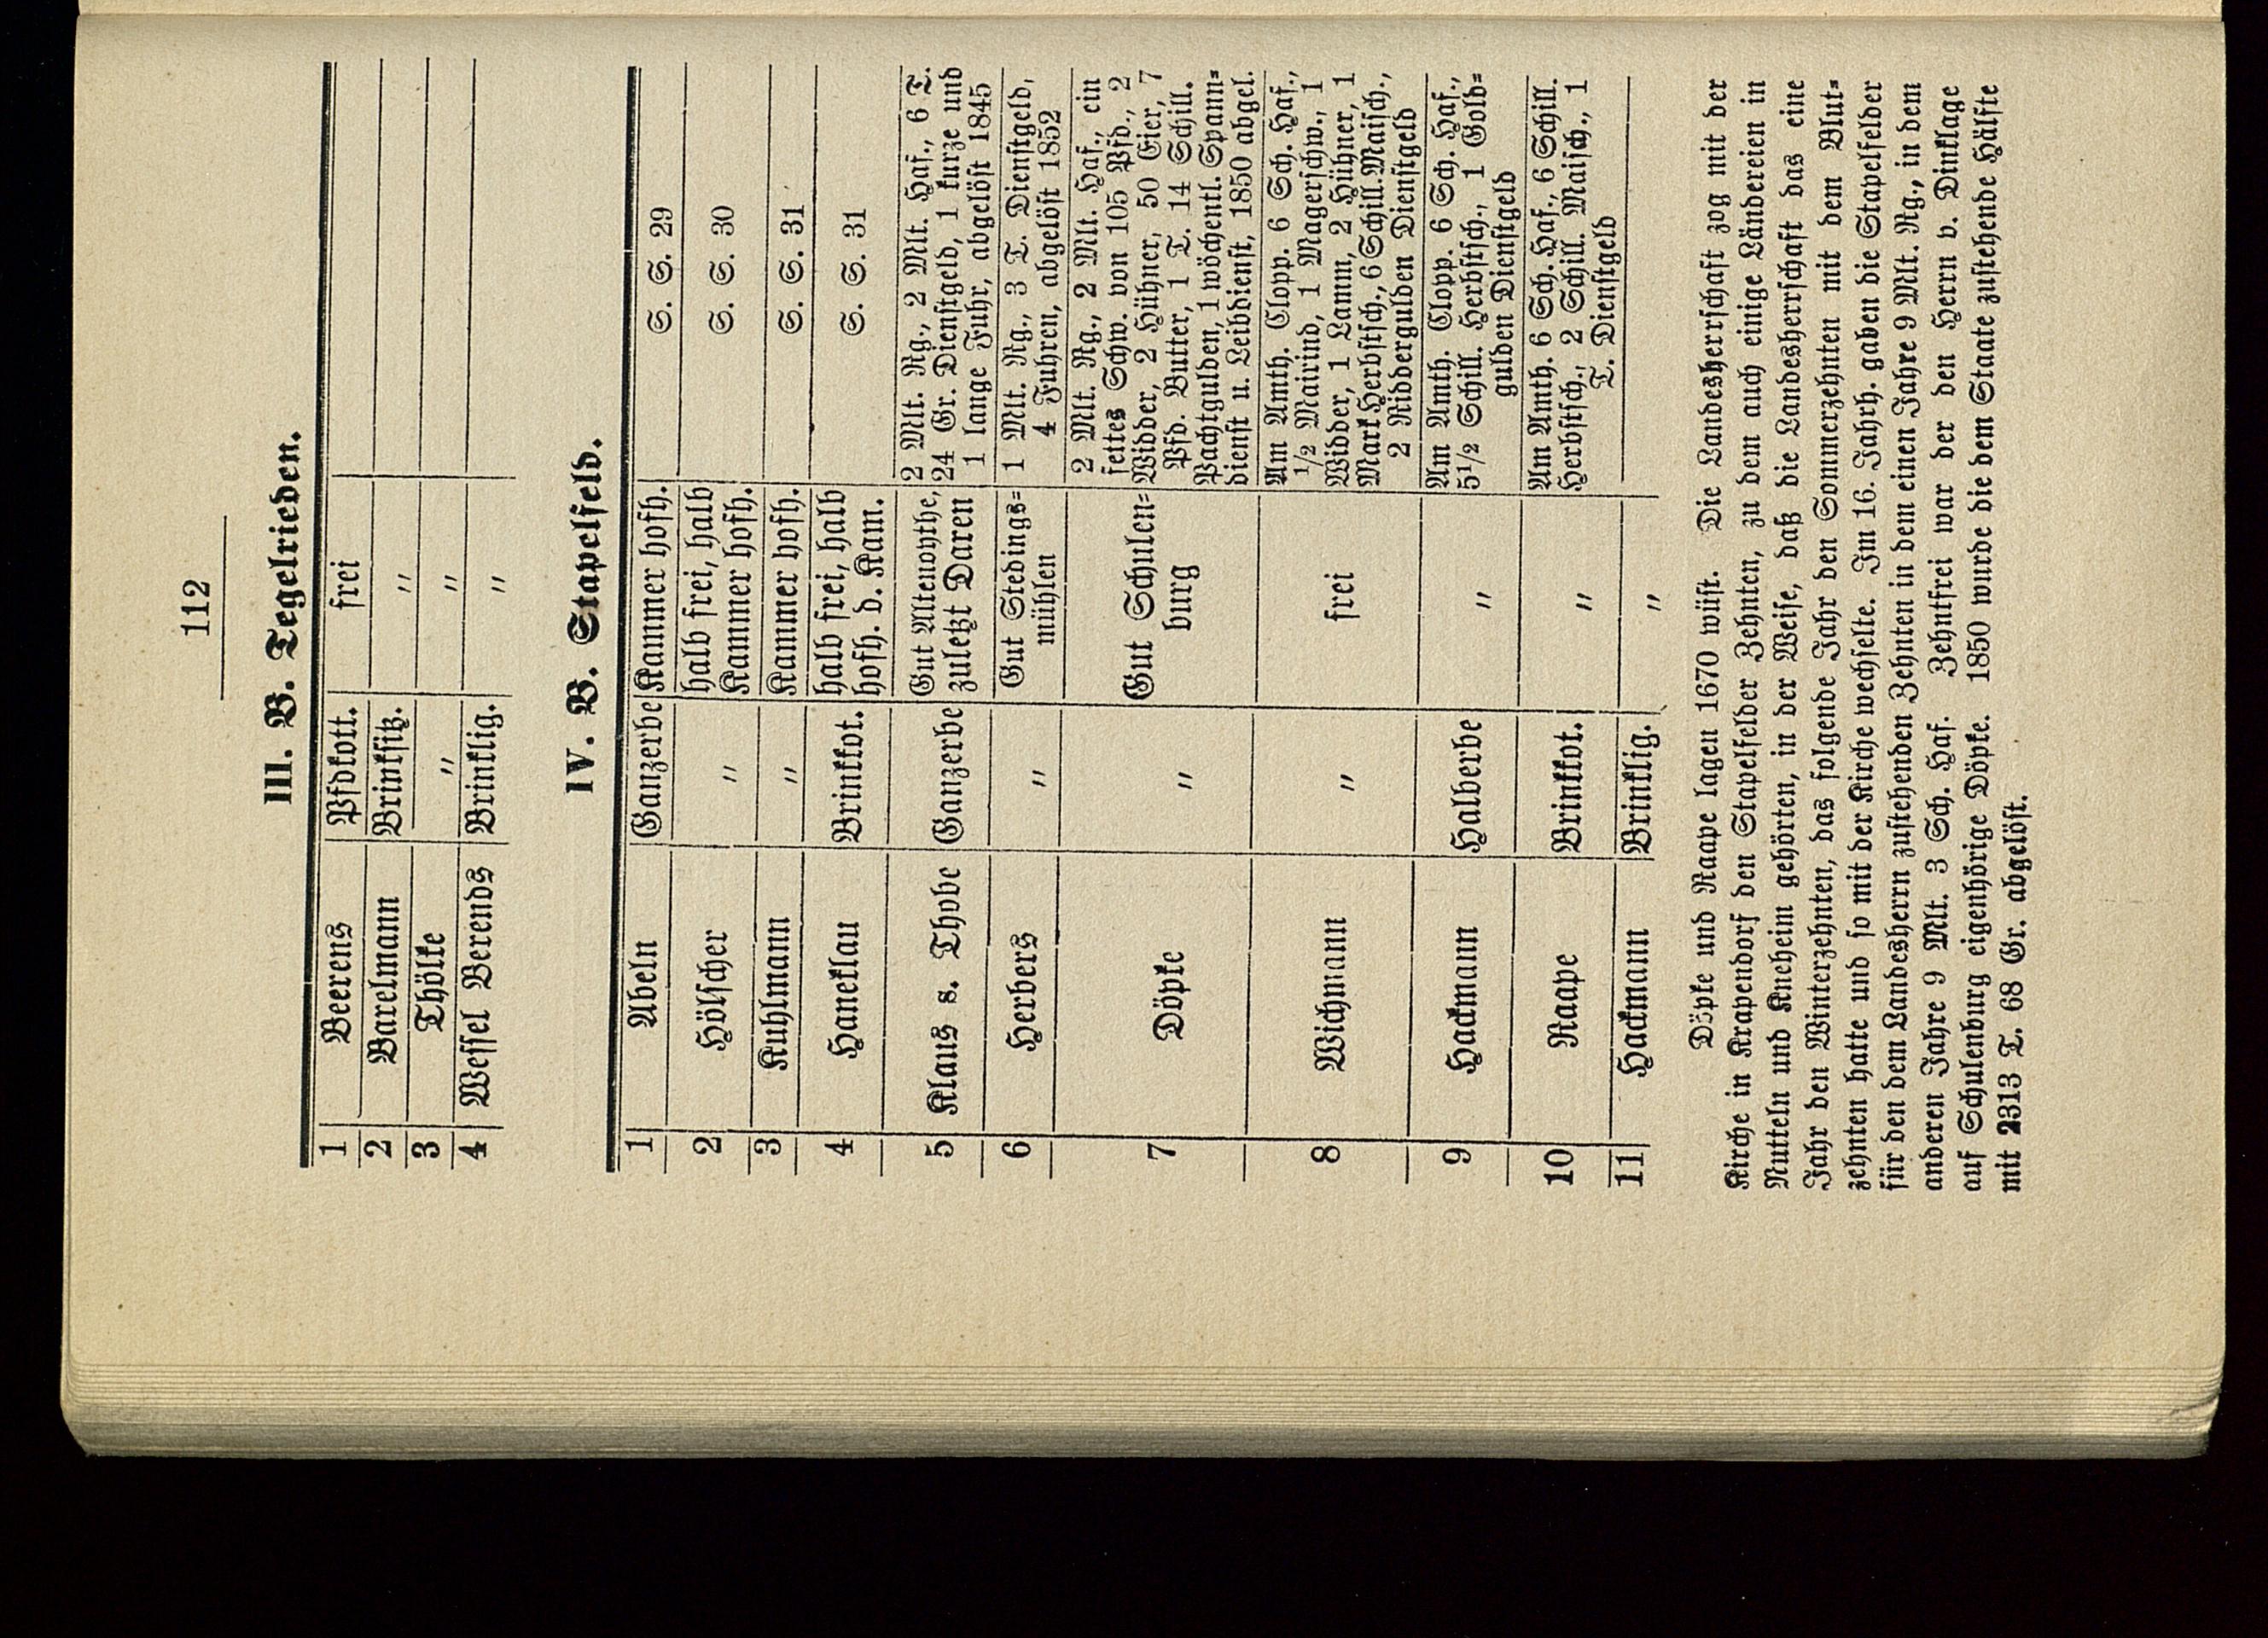 112
III. B. Tegelrieden.
1 Beerens Pfdkott. frei
2 Barelmann Brinksitz. "
3 Thölke " "
4 Wessel Berends Brinklig. "
IV. B. Stapelfeld.
1 Abeln Ganzerbe Kammer hofh. S. S. 29
2 Hölscher " halb frei, halb S. S. 30
Kammer hofh.
3 Kuhlmann " Kammer hofh. S. S. 31
4 Haneklau Brinkkot. halb frei, halb S. S. 31
hofh. d. Kam.
5 Klaus s. Thobe Ganzerbe Gut Altenoythe, zuletzt Daren
2 Mlt. Rg., 2 Mlt. Haf., 6 T.
24 Gr. Dienstgeld, 1 kurze und
1 lange Fuhr, abgelöst 1845
6 Herbers " Gut Stedings=
mühlen
1 Mlt. Rg., 3 T. Dienstgeld,
4 Fuhren, abgelöst 1852
7 Döpke " Gut Schulen=
burg
2 Mlt. Rg., 2 Mlt. Haf., ein
fettes Schw. von 105 Pfd., 2
Widder, 2 Hühner, 50 Eier, 7
Pfd. Butter, 1 T. 14 Schill.
Pachtgulden, 1 wöchentl. Spann=
dienst u. Leibdienst, 1850 abgel.
8 Wichmann " frei
Am Amth. Clopp. 6 Sch. Haf.,
1/2 Mairind, 1 Magerschw., 1
Widder, 1 Lamm, 2 Hühner, 1
Mark Herbstsch., 6 Schill. Maisch.,
2 Riddergulden Dienstgeld
9 Hackmann Halberbe "
Am Amth. Clopp. 6 Sch. Haf.,
5 1/2 Schill. Herbstsch., 1 Gold=
gulden Dienstgeld
10 Raape Brinkkot. "
Am Amth. 6 Sch. Haf., 6 Schill.
Herbstsch., 2 Schill. Maisch., 1
T. Dienstgeld
11 Hackmann Brinklig. "
Döpke und Raape lagen 1670 wüst. Die Landesherrschaft zog mit der
Kirche in Krapendorf den Stapelfelder Zehnten, zu dem auch einige Ländereien in
Nutteln und Kneheim gehörten, in der Weise, daß die Landesherrschaft das eine
Jahr den Winterzehnten, das folgende Jahr den Sommerzehnten mit dem Blut=
zehnten hatte und so mit der Kirche wechselte. Im 16. Jahrh. gaben die Stapelfelder
für den dem Landesherrn zustehenden Zehnten in dem einen Jahre 9 Mlt. Rg., in dem
anderen Jahre 9 Mlt. 3 Sch. Haf. Zehntfrei war der den Herrn v. Dinklage
auf Schulenburg eigenhörige Döpke. 1850 wurde die dem Staate zustehende Hälfte
mit 2313 T. 68 Gr. abgelöst.